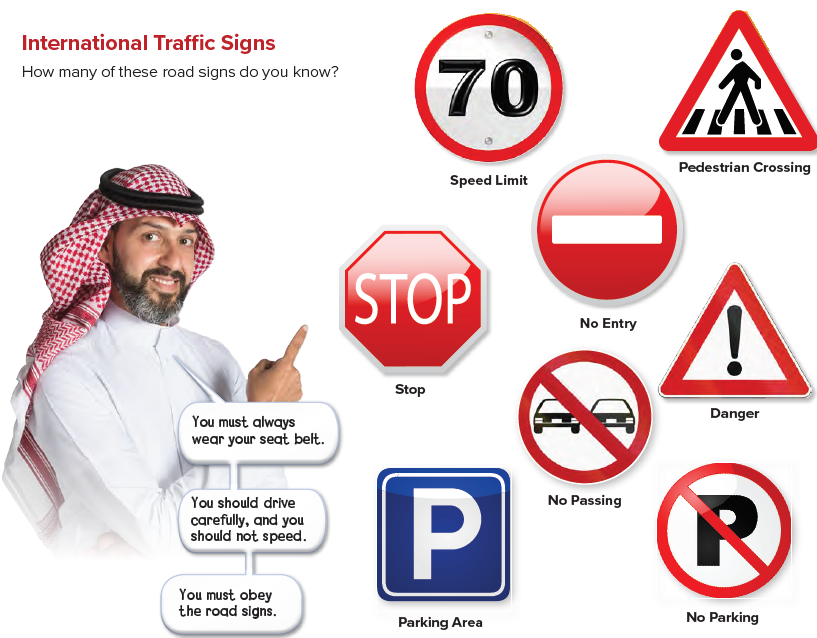 International Traffic Signs
How many of these road signs do you know?
70
Speed Limit
Pedestrian Crossing
No Entry
STOP
Stop
Danger
You must always
wear your seat belt.
No Passing
You should drive
carefully, and you
should not speed.
P
Parking Area
P
No Parking
You must obey
the road signs.